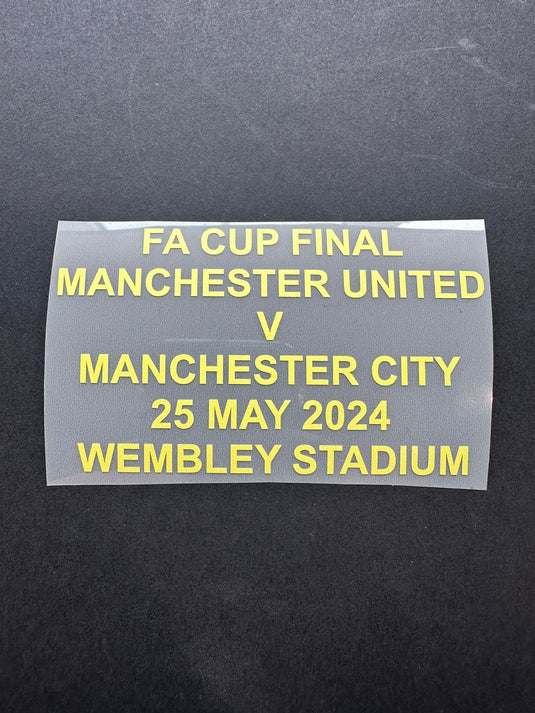 FA CUP FINAL
MANCHESTER UNITED
V
MANCHESTER CITY
25 MAY 2024
WEMBLEY STADIUM